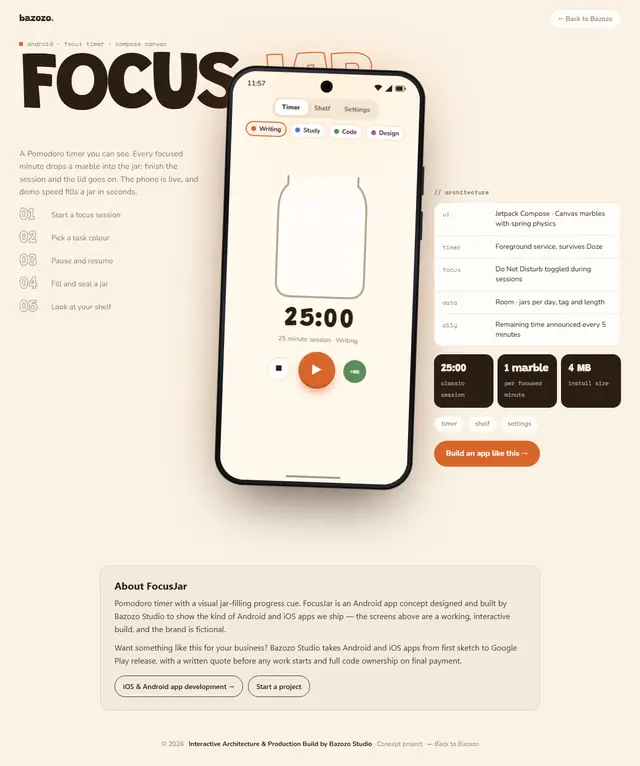 bazozo.
← Back to Bazozo
android · focus timer · compose canvas
FOCUS JAR
11:57
Timer Shelf Settings
Writing Study Code Design
25:00
25 minute session · Writing
A Pomodoro timer you can see. Every focused
minute drops a marble into the jar; finish the
session and the lid goes on. The phone is live, and
demo speed fills a jar in seconds.
01 Start a focus session
02 Pick a task colour
03 Pause and resume
04 Fill and seal a jar
05 Look at your shelf
// architecture
ui Jetpack Compose · Canvas marbles
with spring physics
timer Foreground service, survives Doze
focus Do Not Disturb toggled during
sessions
data Room · jars per day, tag and length
a11y Remaining time announced every 5
minutes
25:00
classic
session
1 marble
per focused
minute
4 MB
install size
timer shelf settings
Build an app like this →
About FocusJar
Pomodoro timer with a visual jar-filling progress cue. FocusJar is an Android app concept designed and built by
Bazozo Studio to show the kind of Android and iOS apps we ship — the screens above are a working, interactive
build, and the brand is fictional.
Want something like this for your business? Bazozo Studio takes Android and iOS apps from first sketch to Google
Play release, with a written quote before any work starts and full code ownership on final payment.
iOS & Android app development → Start a project
© 2026 Interactive Architecture & Production Build by Bazozo Studio Concept project ← Back to Bazozo